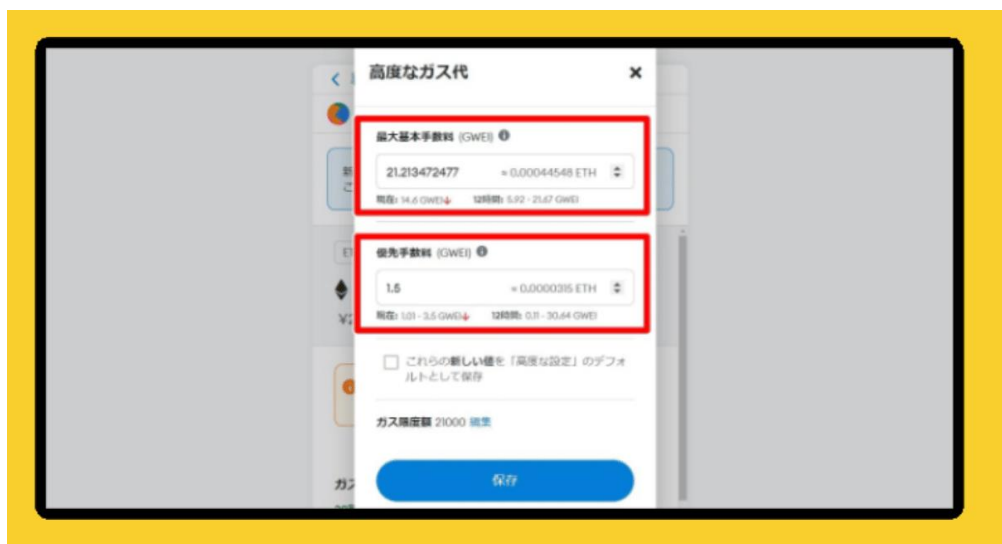 高度なガス代
最大基本手数料 (GWEI)
21.213472477 ≈ 0.00044548 ETH
現在: 14.6 GWEI 12時間: 5.92 - 21.67 GWEI
優先手数料 (GWEI)
1.5 ≈ 0.0000315 ETH
現在: 1.01 - 3.5 GWEI 12時間: 0.11 - 30.64 GWEI
これらの新しい値を「高度な設定」のデフォ
ルトとして保存
ガス限度額 21000 編集
保存